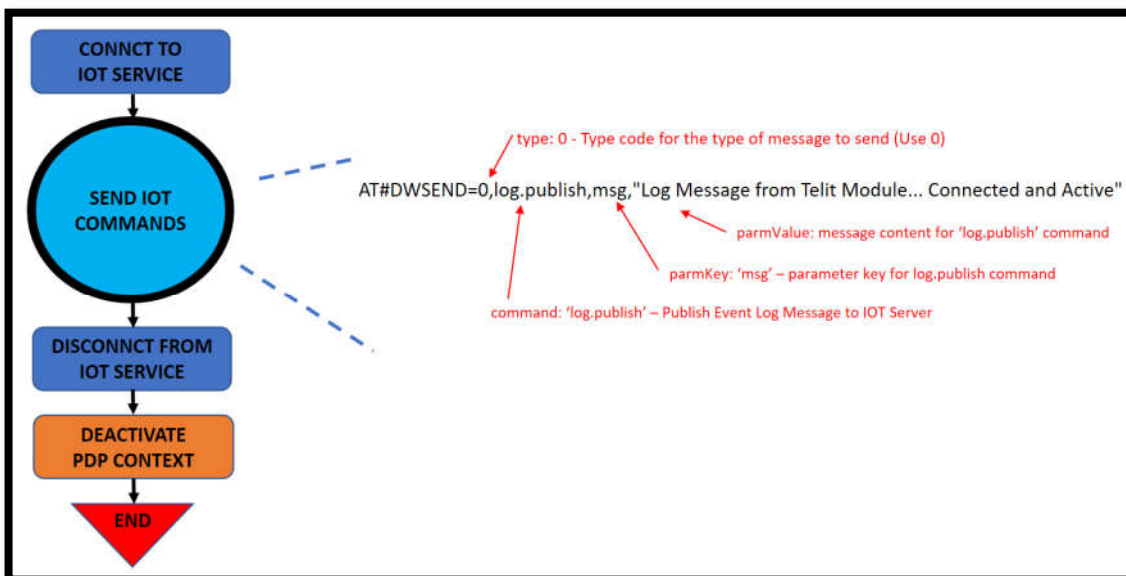 CONNCT TO
IOT SERVICE
type: 0 - Type code for the type of message to send (Use 0)
AT#DWSEND=0,log.publish,msg,"Log Message from Telit Module... Connected and Active"
SEND IOT
COMMANDS
parmValue: message content for ‘log.publish’ command
parmKey: ‘msg’ – parameter key for log.publish command
command: ‘log.publish’ – Publish Event Log Message to IOT Server
DISCONNCT FROM
IOT SERVICE
DEACTIVATE
PDP CONTEXT
END